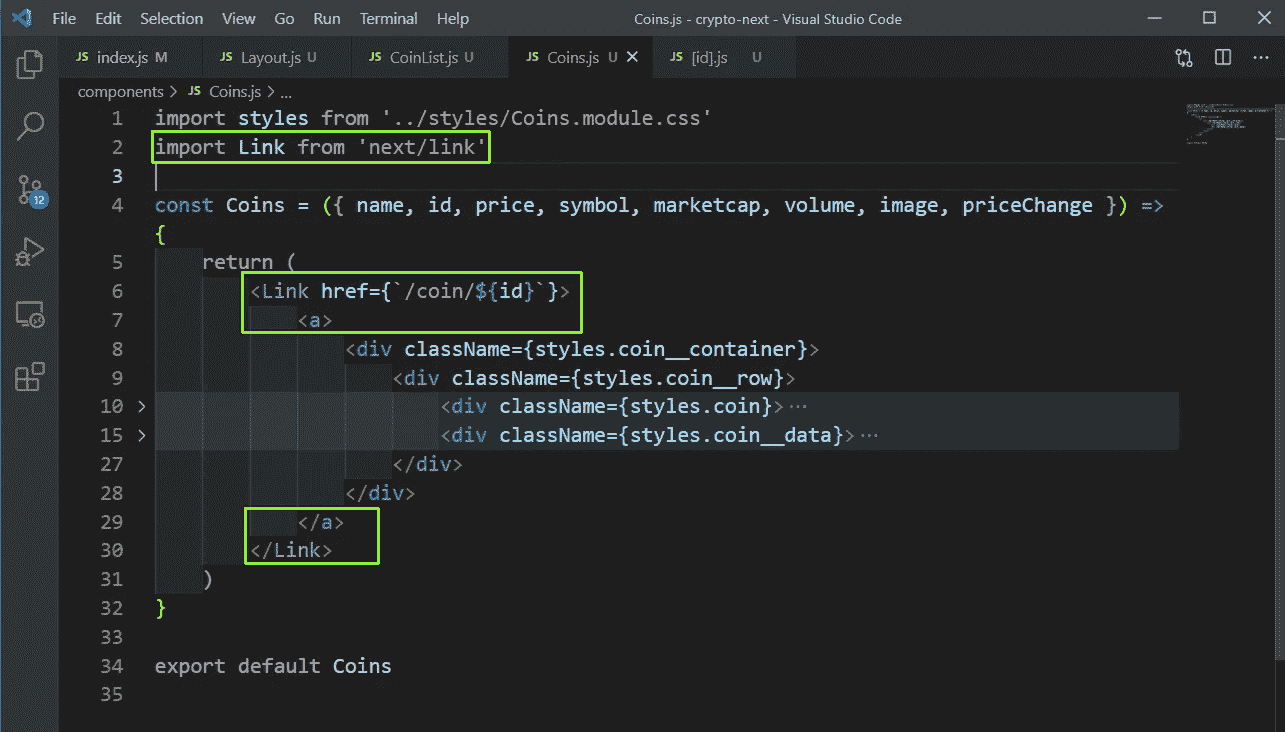 File Edit Selection View Go Run Terminal Help Coins.js - crypto-next - Visual Studio Code
JS index.js M JS Layout.js U JS CoinList.js U JS Coins.js U JS [id].js U
components > JS Coins.js > ...
1 import styles from '../styles/Coins.module.css'
2 import Link from 'next/link'
3
4 const Coins = ({ name, id, price, symbol, marketcap, volume, image, priceChange }) =>
{
5 return (
6 <Link href={`/coin/${id}`}>
7 <a>
8 <div className={styles.coin__container}>
9 <div className={styles.coin__row}>
10 > <div className={styles.coin}>...
15 > <div className={styles.coin__data}>...
27 </div>
28 </div>
29 </a>
30 </Link>
31 )
32 }
33
34 export default Coins
35
12